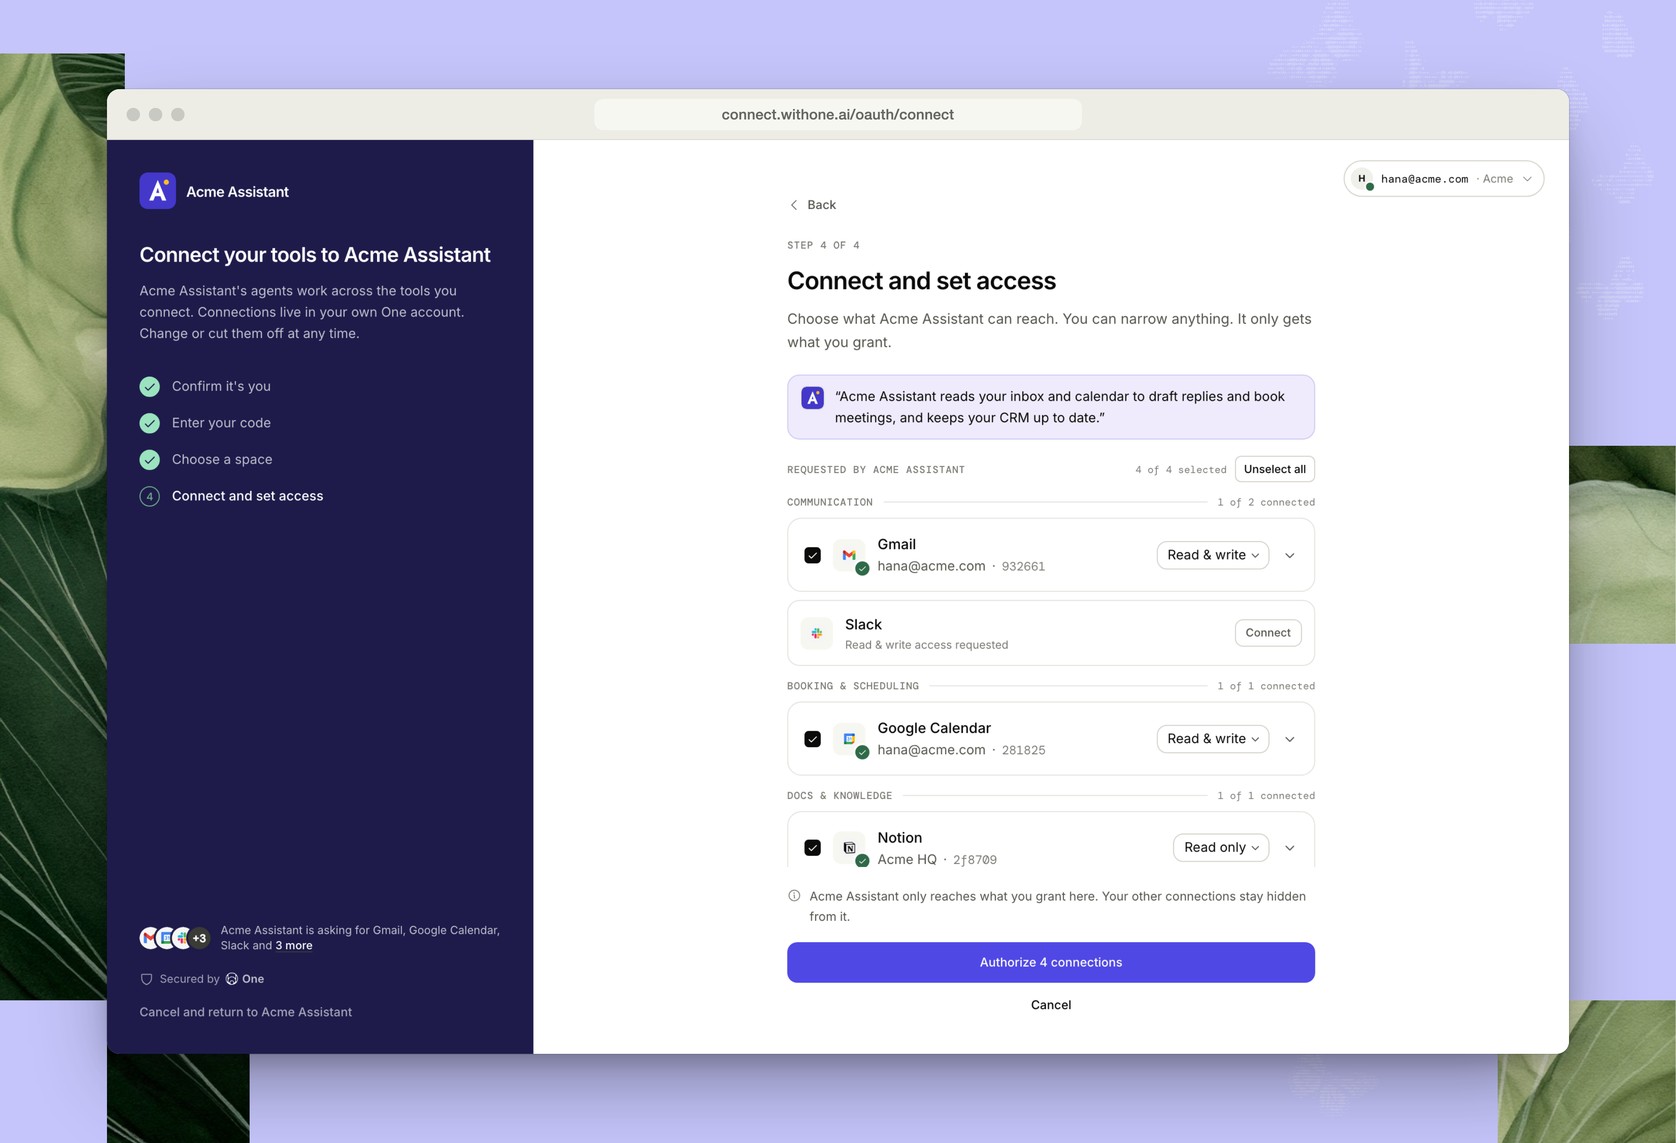 connect.withone.ai/oauth/connect
Acme Assistant
Connect your tools to Acme Assistant
Acme Assistant's agents work across the tools you
connect. Connections live in your own One account.
Change or cut them off at any time.
Confirm it's you
Enter your code
Choose a space
4 Connect and set access
+3
Acme Assistant is asking for Gmail, Google Calendar,
Slack and 3 more
Secured by One
Cancel and return to Acme Assistant
H hana@acme.com · Acme
Back
STEP 4 OF 4
Connect and set access
Choose what Acme Assistant can reach. You can narrow anything. It only gets
what you grant.
“Acme Assistant reads your inbox and calendar to draft replies and book
meetings, and keeps your CRM up to date.”
REQUESTED BY ACME ASSISTANT 4 of 4 selected Unselect all
COMMUNICATION 1 of 2 connected
Gmail
hana@acme.com · 932661
Read & write
Slack
Read & write access requested
Connect
BOOKING & SCHEDULING 1 of 1 connected
Google Calendar
hana@acme.com · 281825
Read & write
DOCS & KNOWLEDGE 1 of 1 connected
Notion
Acme HQ · 2f8709
Read only
Acme Assistant only reaches what you grant here. Your other connections stay hidden
from it.
Authorize 4 connections
Cancel